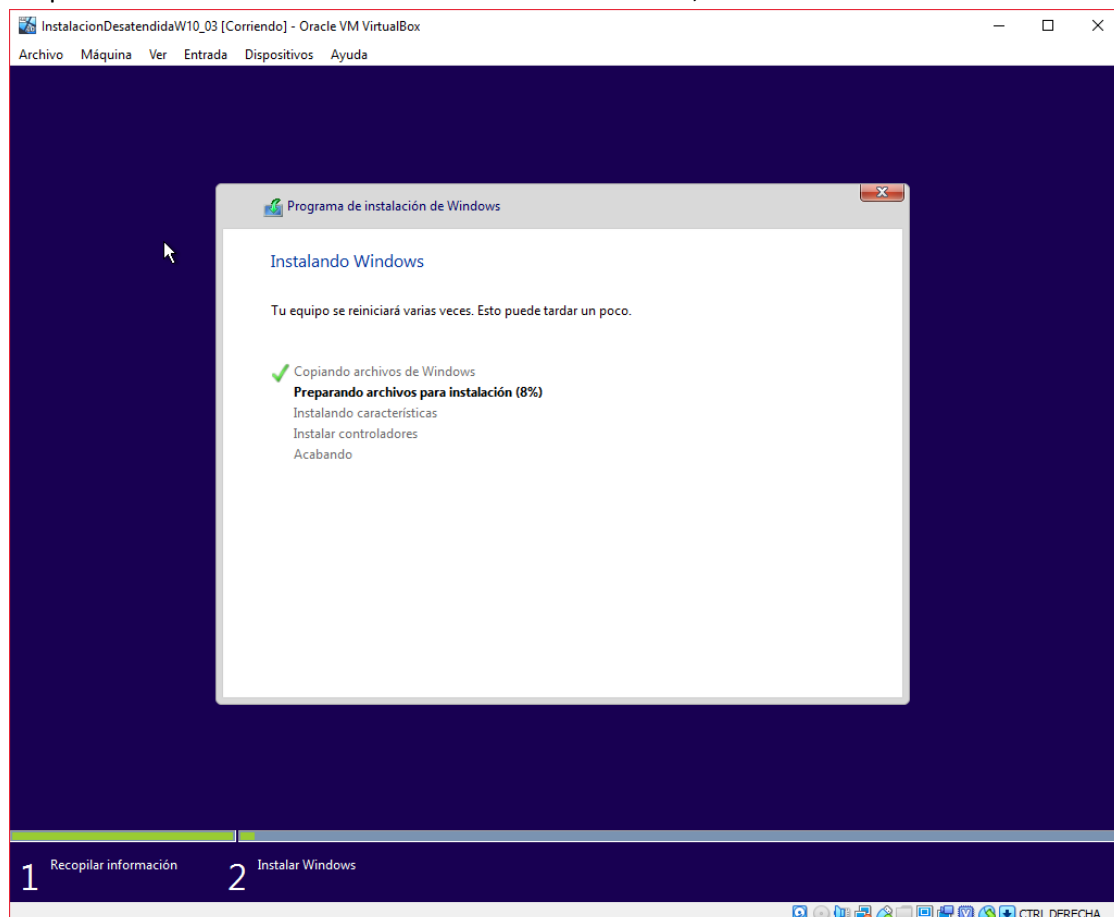 InstalacionDesatendidaW10_03 [Corriendo] - Oracle VM VirtualBox
Archivo Máquina Ver Entrada Dispositivos Ayuda
Programa de instalación de Windows
Instalando Windows
Tu equipo se reiniciará varias veces. Esto puede tardar un poco.
Copiando archivos de Windows
Preparando archivos para instalación (8%)
Instalando características
Instalar controladores
Acabando
1 Recopilar información 2 Instalar Windows
CTRL DERECHA